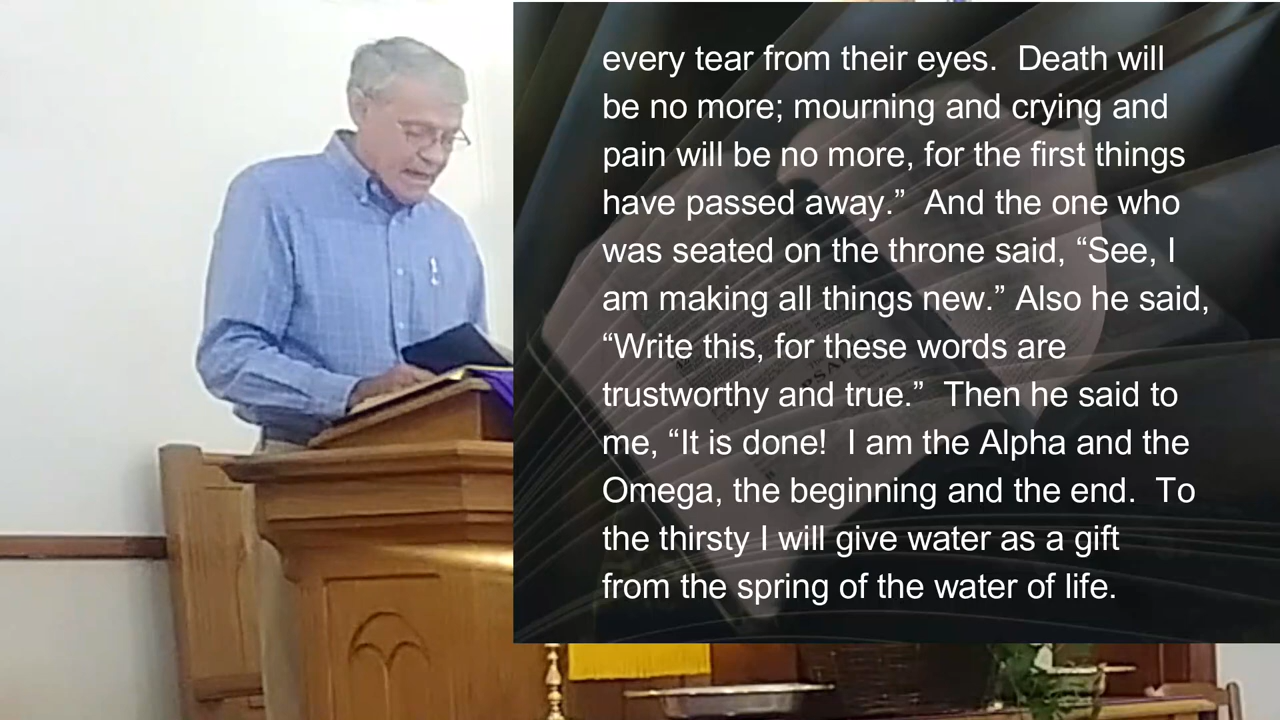 every tear from their eyes.  Death will
be no more; mourning and crying and
pain will be no more, for the first things
have passed away.”  And the one who
was seated on the throne said, “See, I
am making all things new.” Also he said,
“Write this, for these words are
trustworthy and true.”  Then he said to
me, “It is done!  I am the Alpha and the
Omega, the beginning and the end.  To
the thirsty I will give water as a gift
from the spring of the water of life.